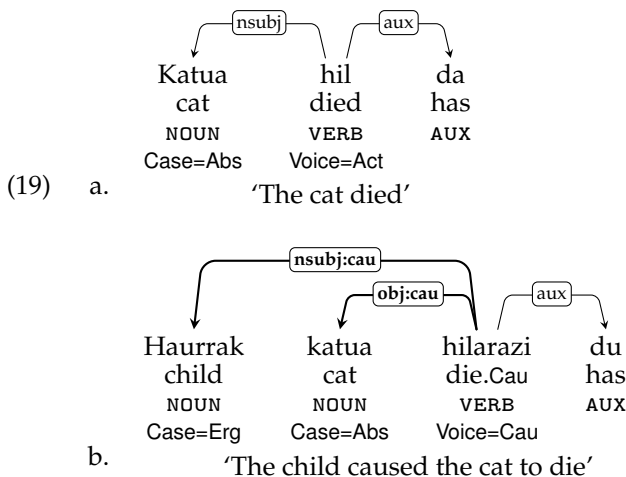 nsubj aux
Katua hil da
cat died has
NOUN VERB AUX
Case=Abs Voice=Act
(19) a. ‘The cat died’
nsubj:cau
obj:cau aux
Haurrak katua hilarazi du
child cat die.Cau has
NOUN NOUN VERB AUX
Case=Erg Case=Abs Voice=Cau
b. ‘The child caused the cat to die’